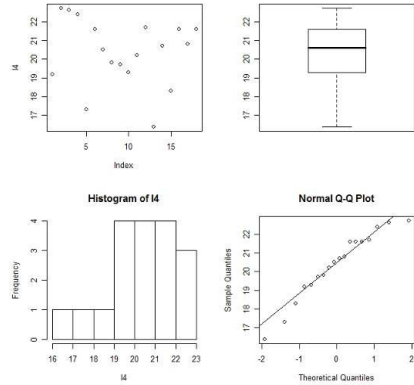 22
21
20
19
18
17
I4
5
10
15
Index
22
21
20
19
18
17
Histogram of I4
4
3
2
1
0
Frequency
16 17 18 19 20 21 22 23
I4
Normal Q-Q Plot
22
21
20
19
18
17
Sample Quantiles
-2 -1 0 1 2
Theoretical Quantiles